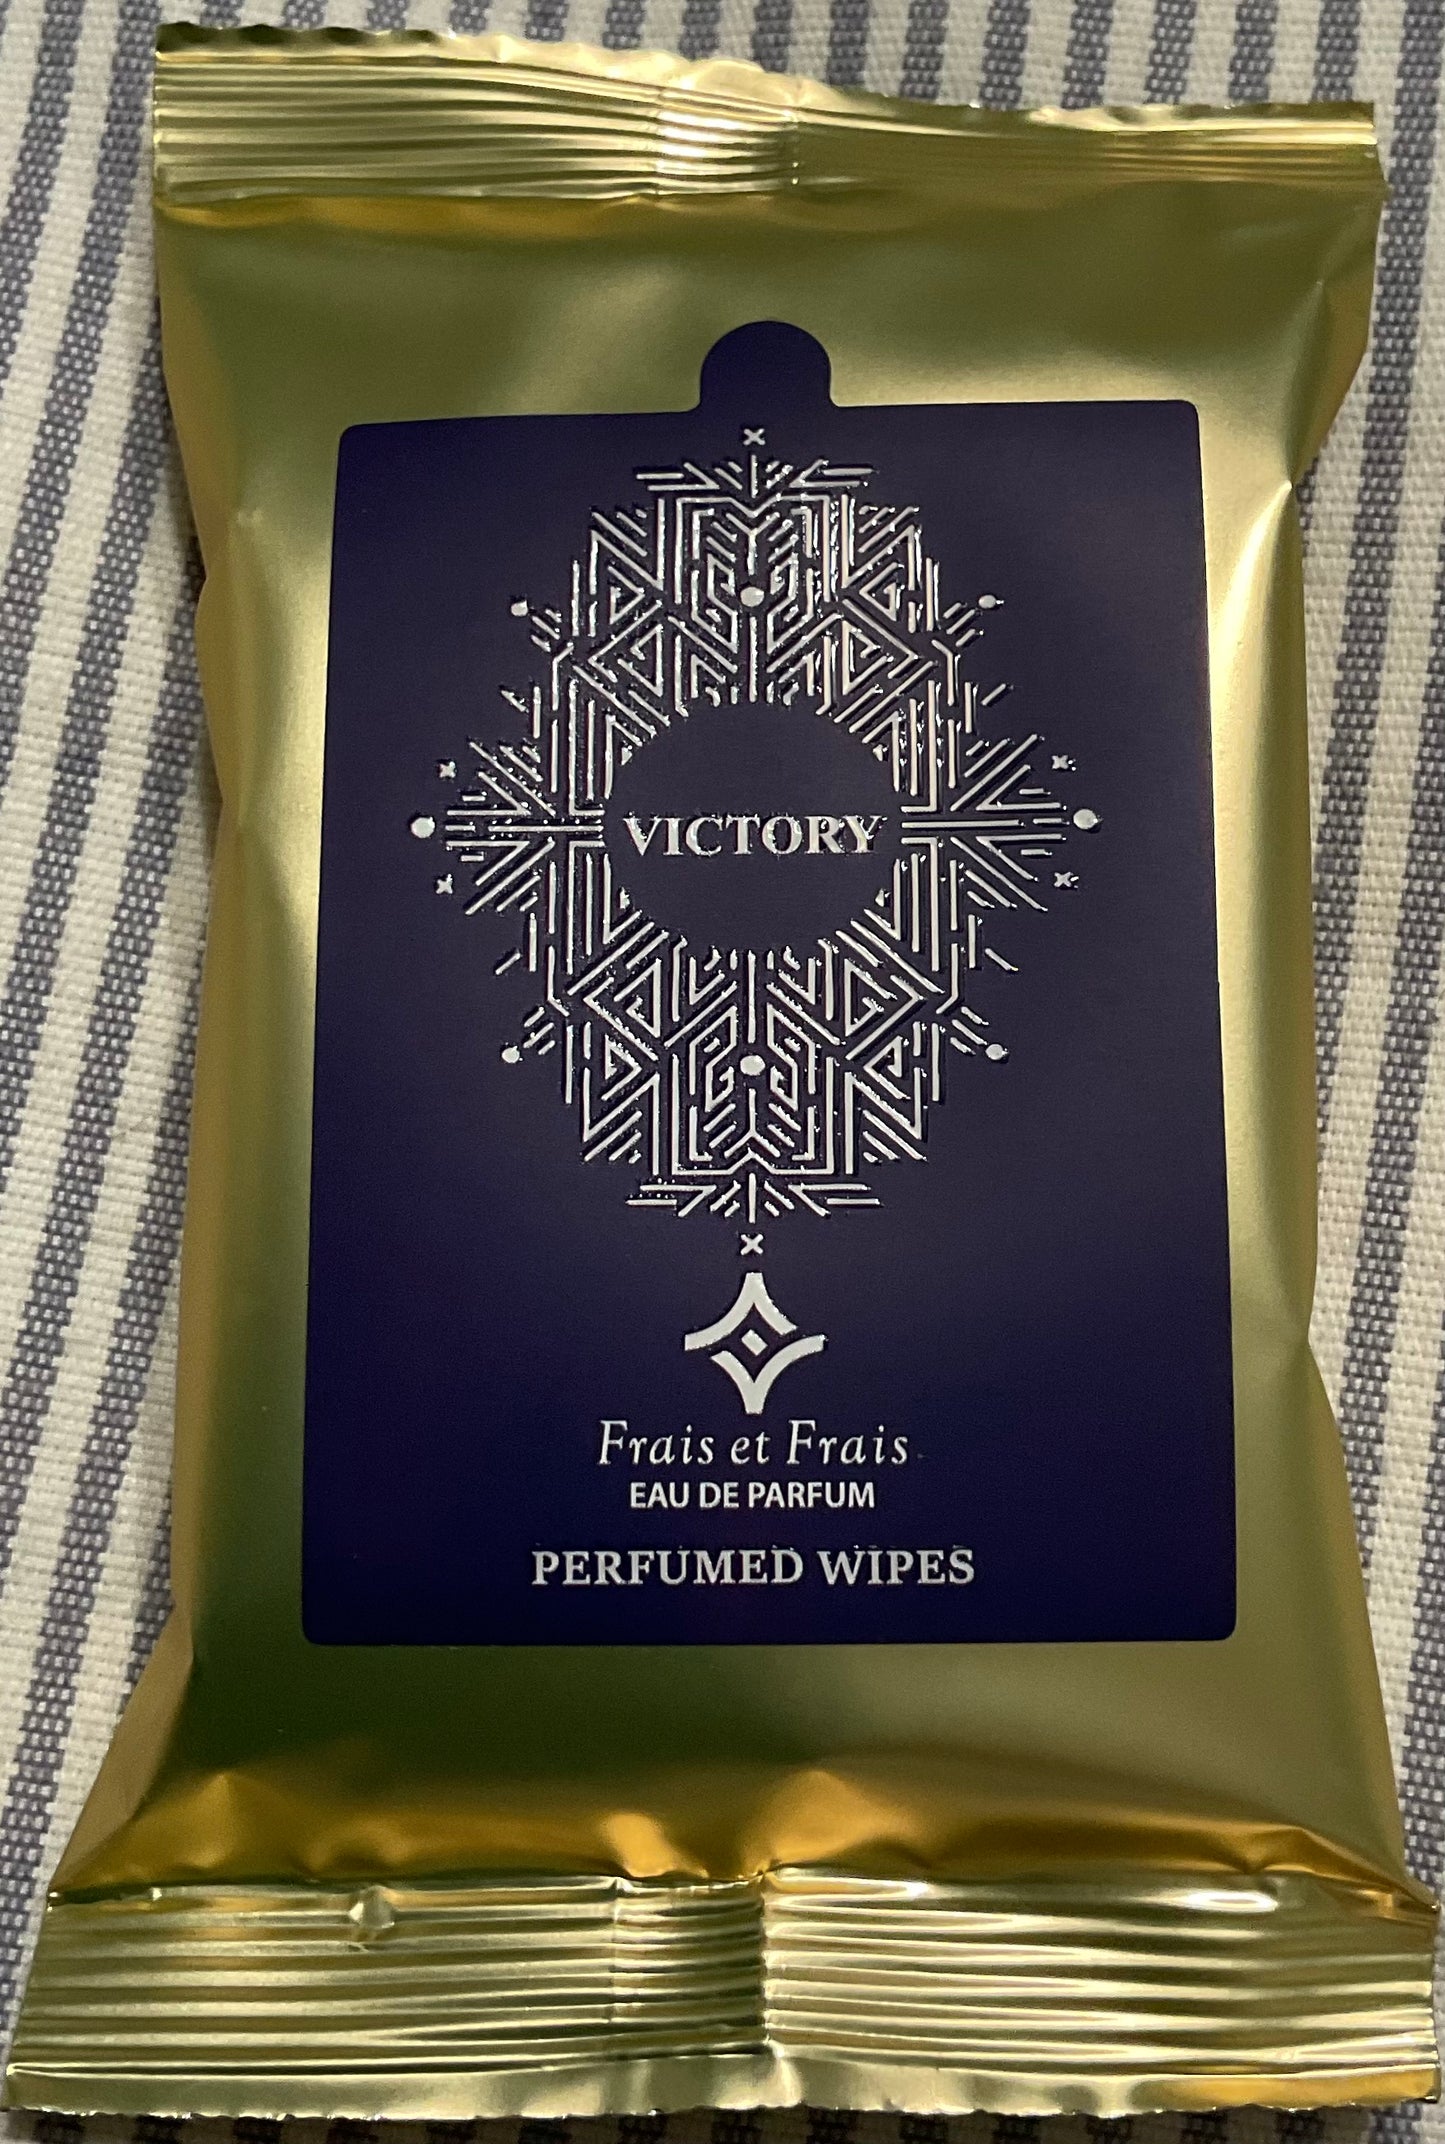 VICTORY
Frais et Frais
EAU DE PARFUM
PERFUMED WIPES